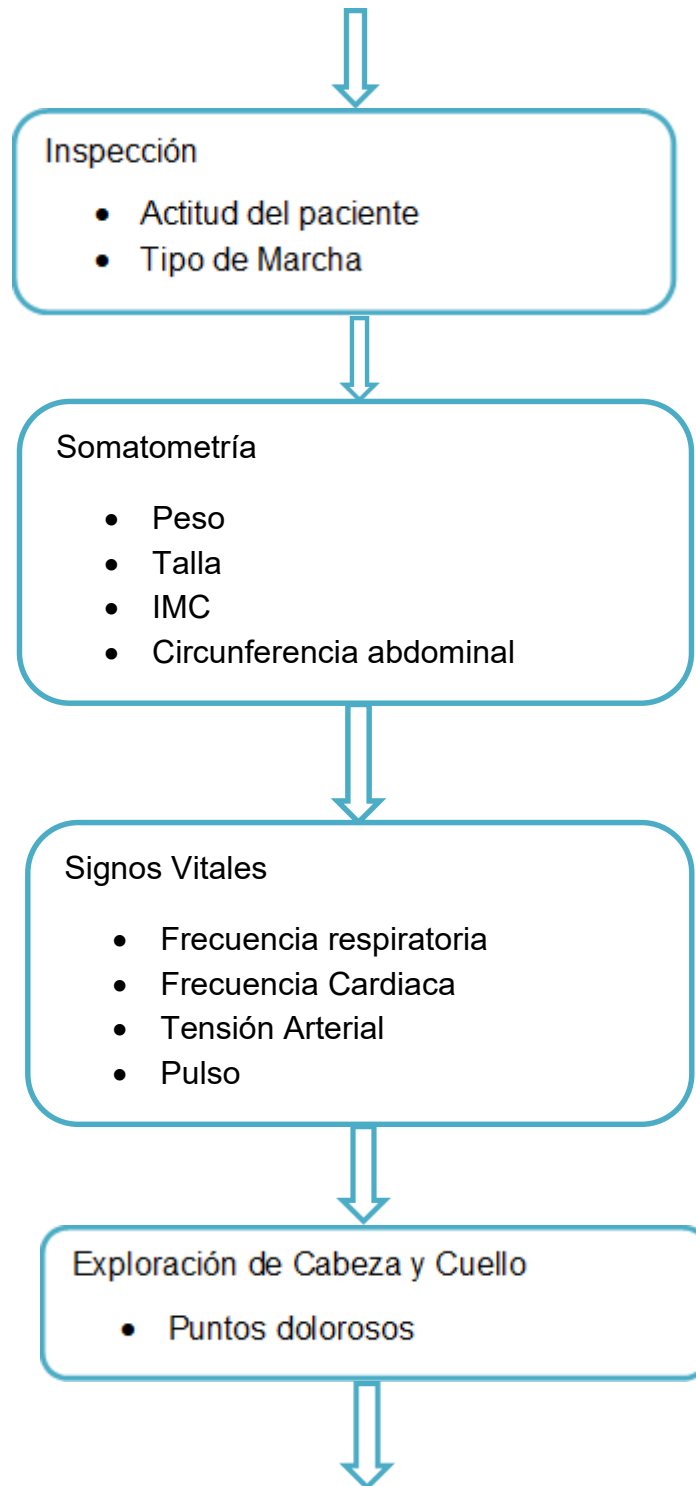 Inspección
• Actitud del paciente
• Tipo de Marcha
Somatometría
• Peso
• Talla
• IMC
• Circunferencia abdominal
Signos Vitales
• Frecuencia respiratoria
• Frecuencia Cardiaca
• Tensión Arterial
• Pulso
Exploración de Cabeza y Cuello
• Puntos dolorosos